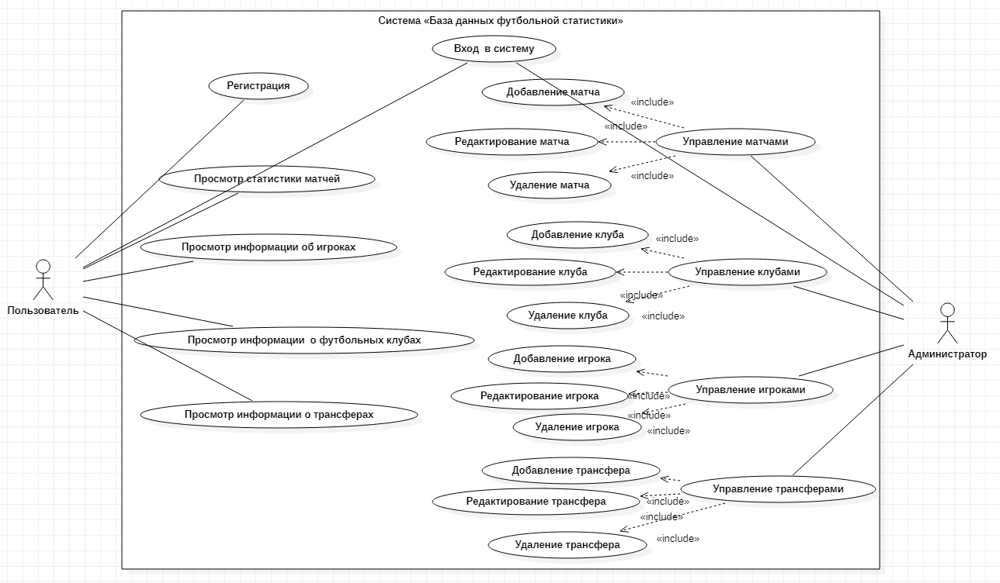 Система «База данных футбольной статистики»
Вход в систему
Регистрация
Добавление матча
«include»
«include»
Редактирование матча
Управление матчами
«include»
Просмотр статистики матчей
Удаление матча
Добавление клуба
«include»
Просмотр информации об игроках
Редактирование клуба
Управление клубами
«include»
Пользователь
Удаление клуба
«include»
Просмотр информации о футбольных клубах
Администратор
Добавление игрока
Управление игроками
Редактирование игрока
«include»
Просмотр информации о трансферах
«include»
Удаление игрока
«include»
Добавление трансфера
Управление трансферами
Редактирование трансфера
«include»
«include»
«include»
Удаление трансфера